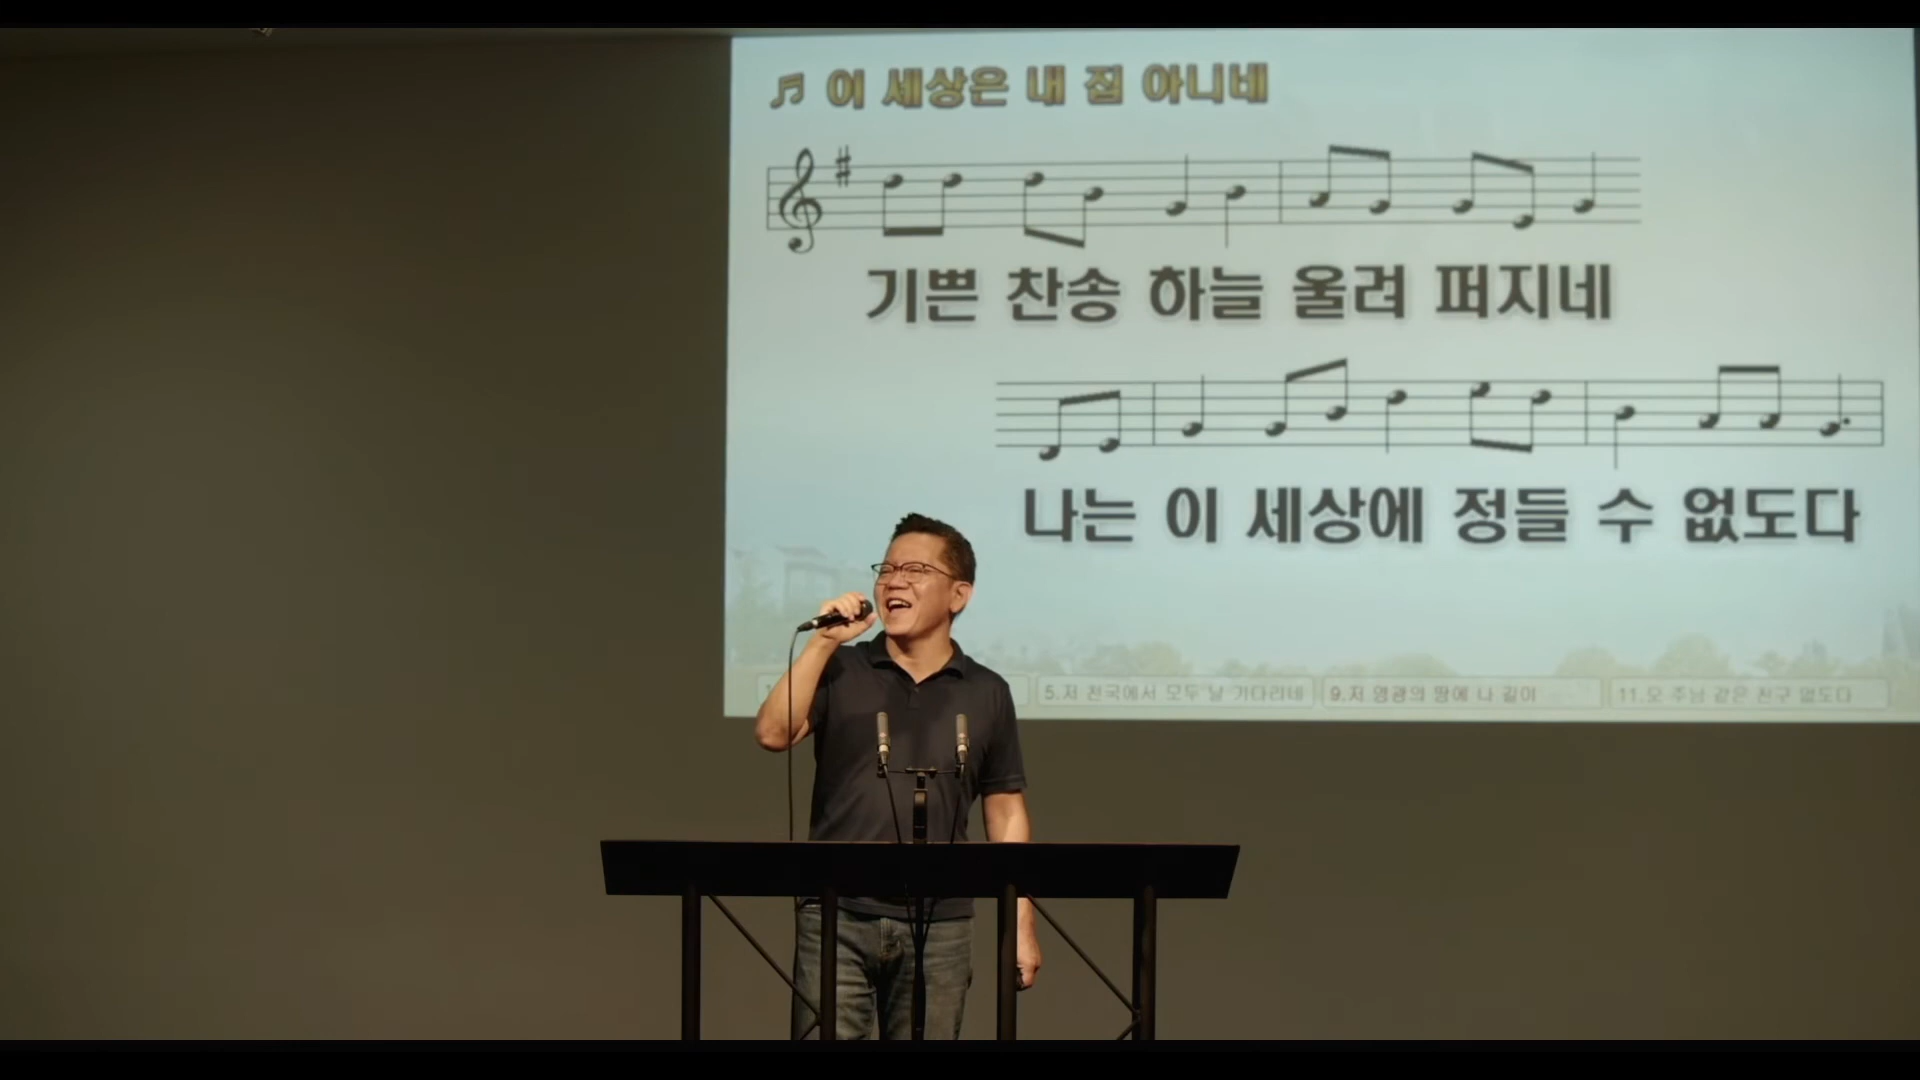 ♬ 이 세상은 내 집 아니네
기쁜 찬송 하늘 울려 퍼지네
나는 이 세상에 정들 수 없도다
5.저 천국에서 모두 날 기다리네
9.저 영광의 땅에 나 길이
11.오 주님 같은 친구 없도다